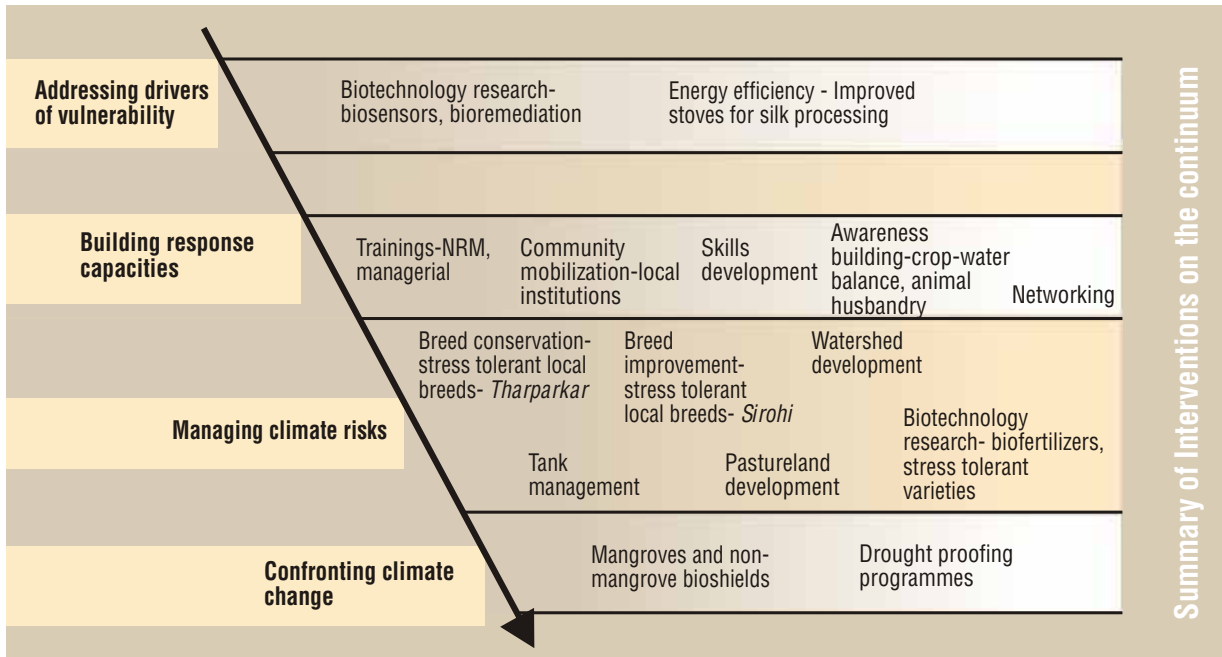 Addressing drivers
of vulnerability
Biotechnology research-
biosensors, bioremediation
Energy efficiency - Improved
stoves for silk processing
Building response
capacities
Trainings-NRM,
managerial
Community
mobilization-local
institutions
Skills
development
Awareness
building-crop-water
balance, animal
husbandry
Networking
Managing climate risks
Breed conservation-
stress tolerant local
breeds- Tharparkar
Breed
improvement-
stress tolerant
local breeds- Sirohi
Watershed
development
Tank
management
Pastureland
development
Biotechnology
research- biofertilizers,
stress tolerant
varieties
Confronting climate
change
Mangroves and non-
mangrove bioshields
Drought proofing
programmes
Summary of Interventions on the continuum